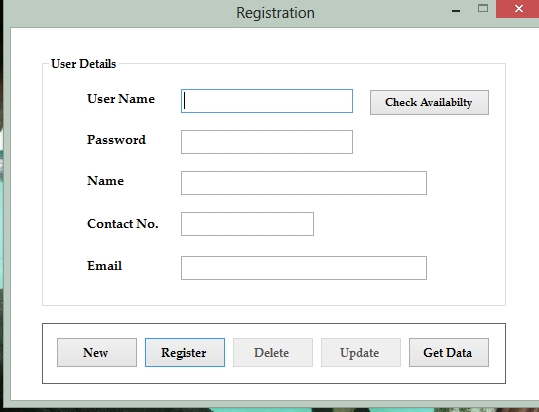 Registration
User Details
User Name
Check Availabilty
Password
Name
Contact No.
Email
New Register Delete Update Get Data